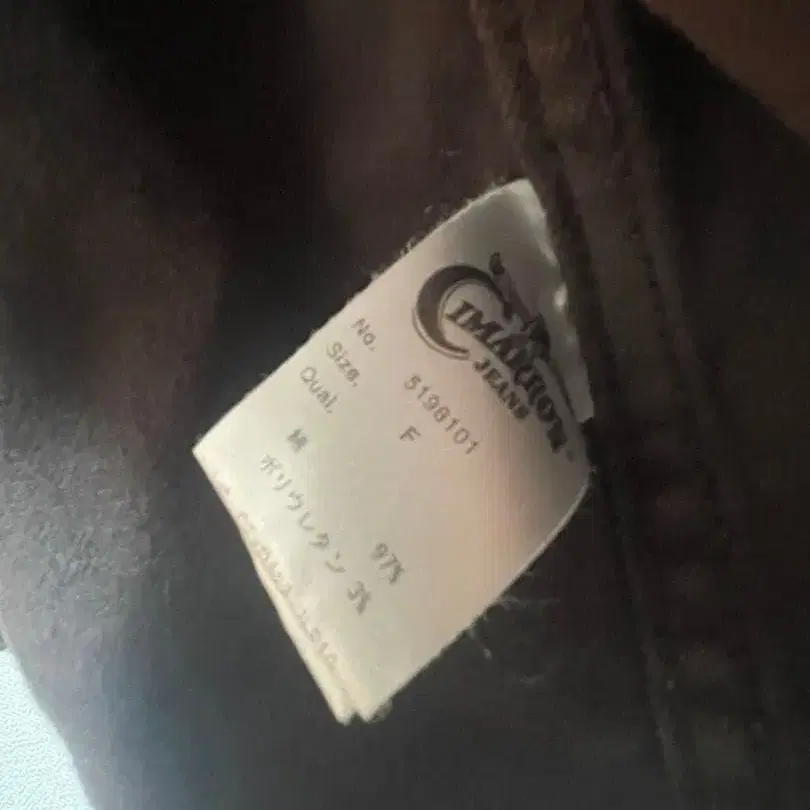 CIMARRON®
JEANS
No. 5198101
Size. F
Qual.
綿 97%
ポリウレタン 3%